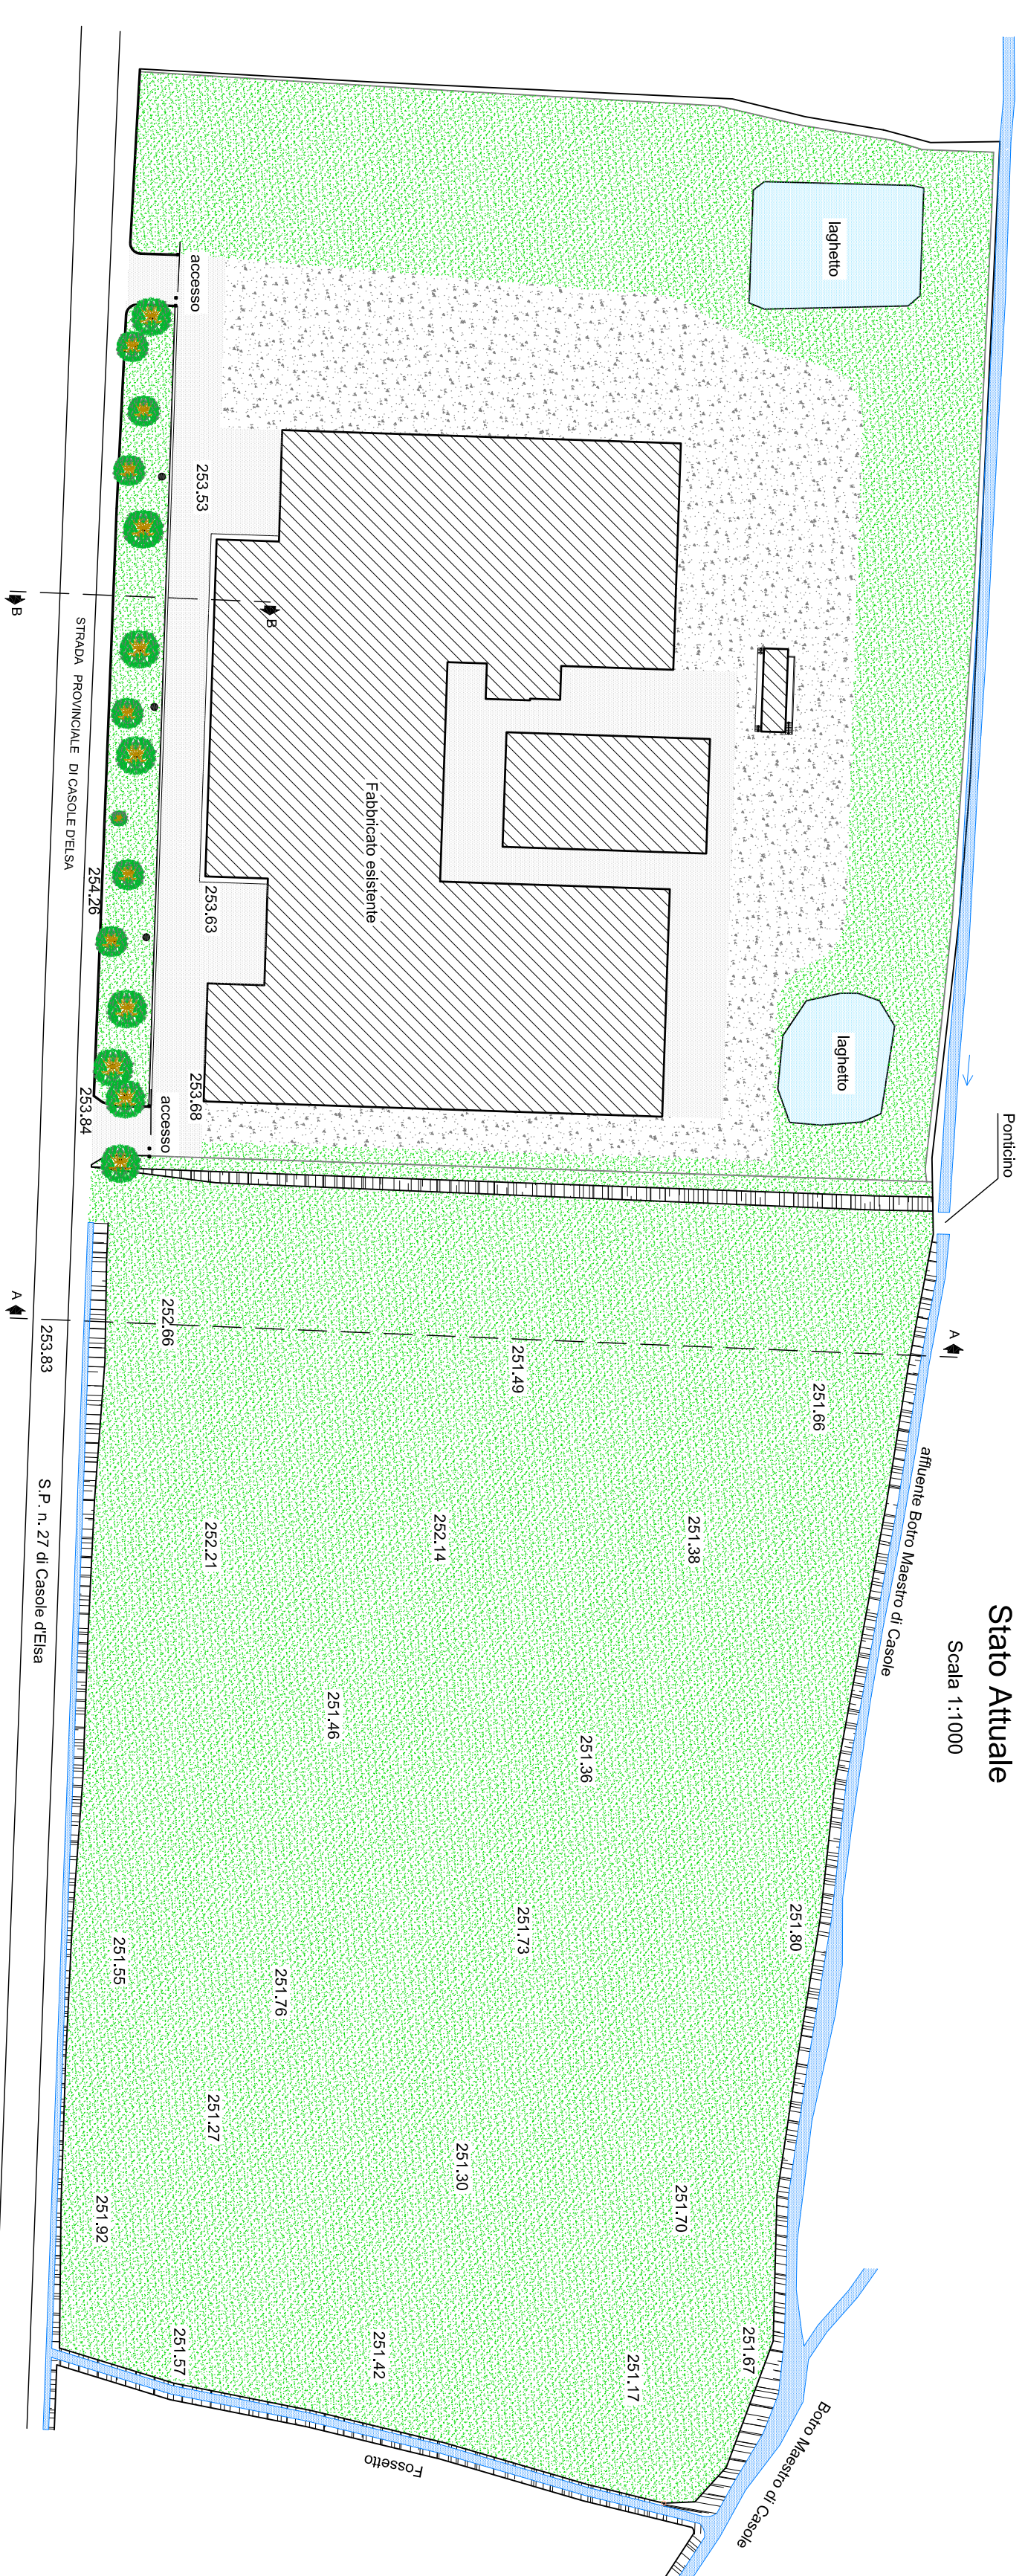 Stato Attuale
Scala 1:1000
Ponticino
laghetto
laghetto
accesso
accesso
Fabbricato esistente
253.53
253.63
253.68
254.26
253.84
B
B
STRADA PROVINCIALE DI CASOLE D'ELSA
A
A
253.83
S.P. n. 27 di Casole d'Elsa
affluente Botro Maestro di Casole
252.66
251.49
251.66
252.21
252.14
251.38
251.46
251.36
251.80
251.73
251.55
251.76
251.27
251.30
251.70
251.92
251.57
251.42
251.17
251.67
Fossetto
Botro Maestro di Casole